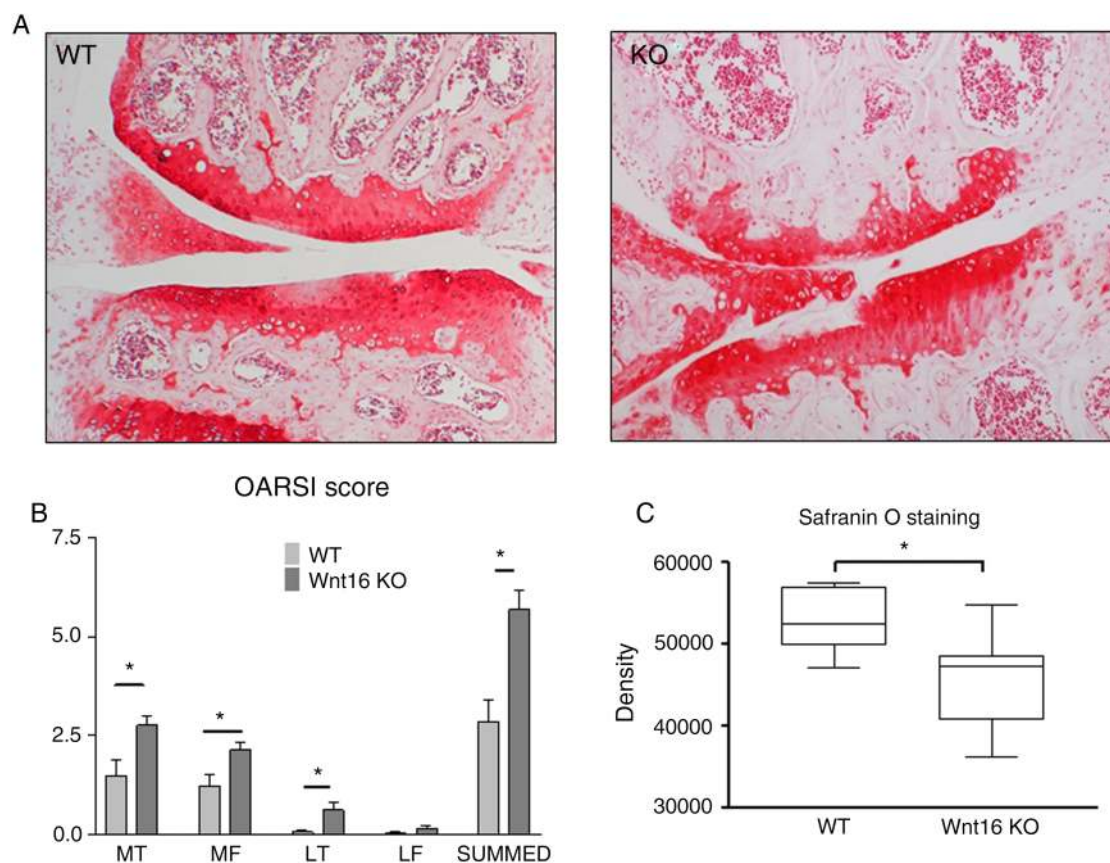 A
WT
KO
OARSI score
B
7.5
5.0
2.5
0.0
WT
Wnt16 KO
*
*
*
*
MT
MF
LT
LF
SUMMED
C
Safranin O staining
*
60000
50000
40000
30000
Density
WT
Wnt16 KO